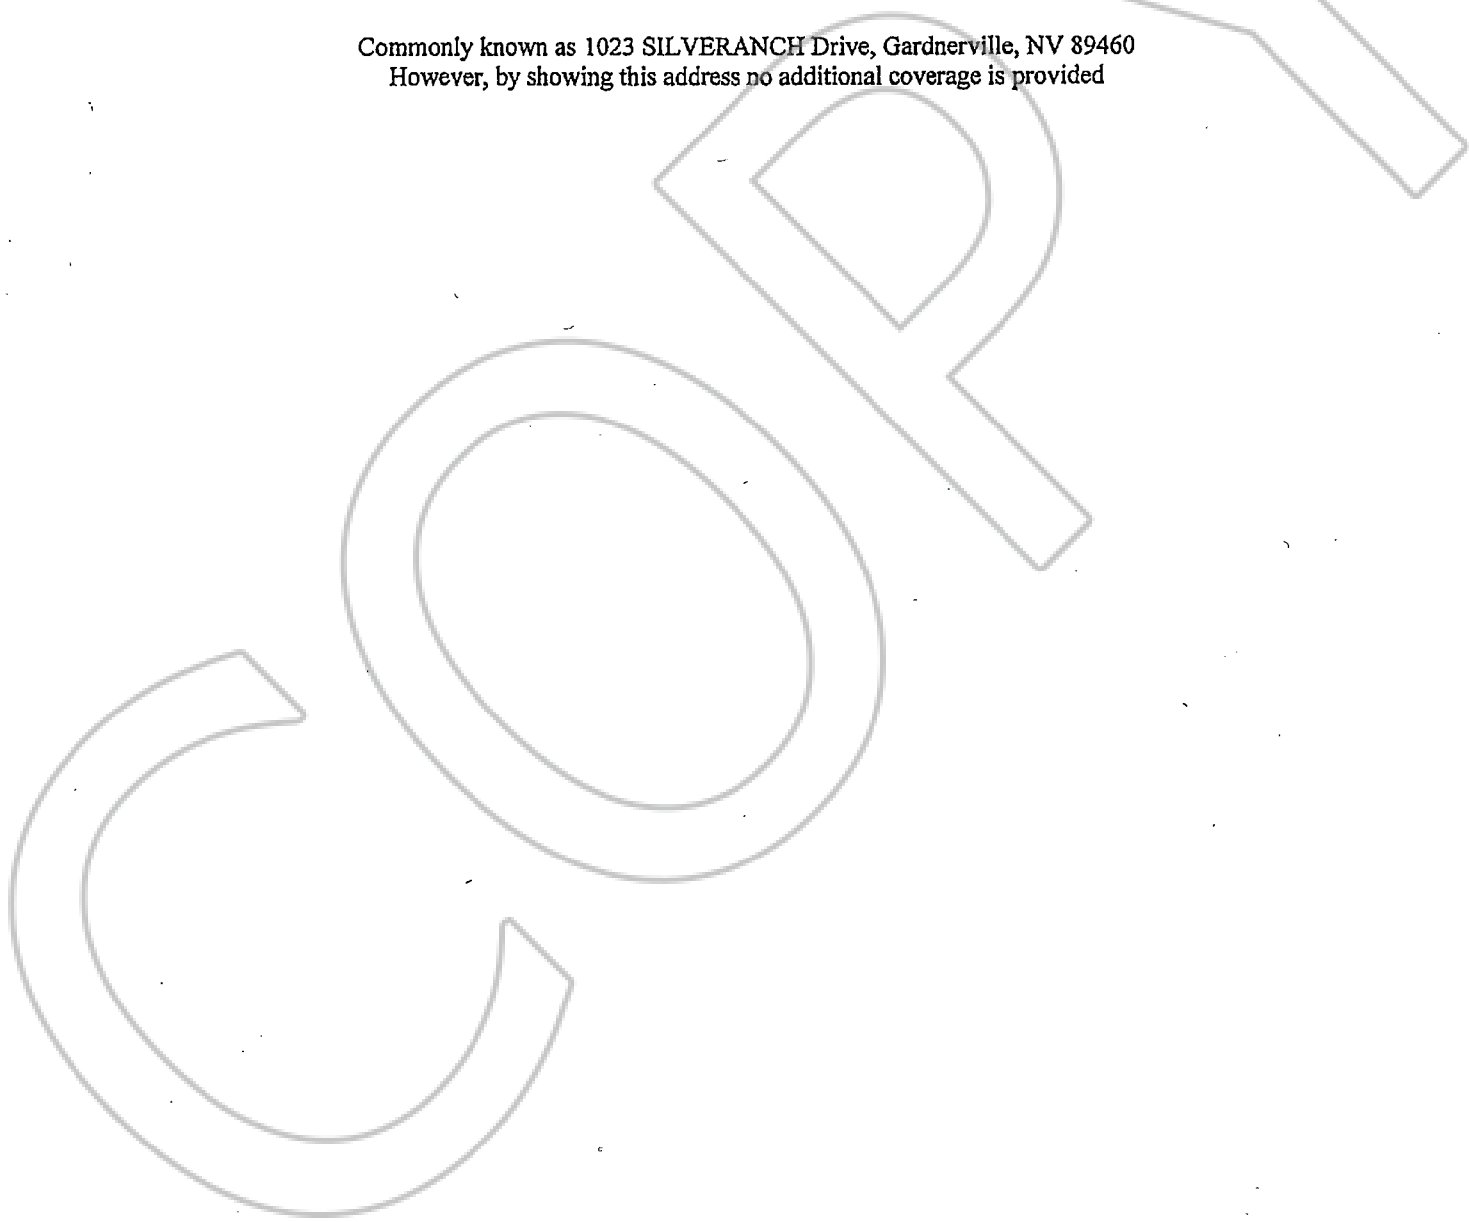 Commonly known as 1023 SILVERANCH Drive, Gardnerville, NV 89460
However, by showing this address no additional coverage is provided
COPY